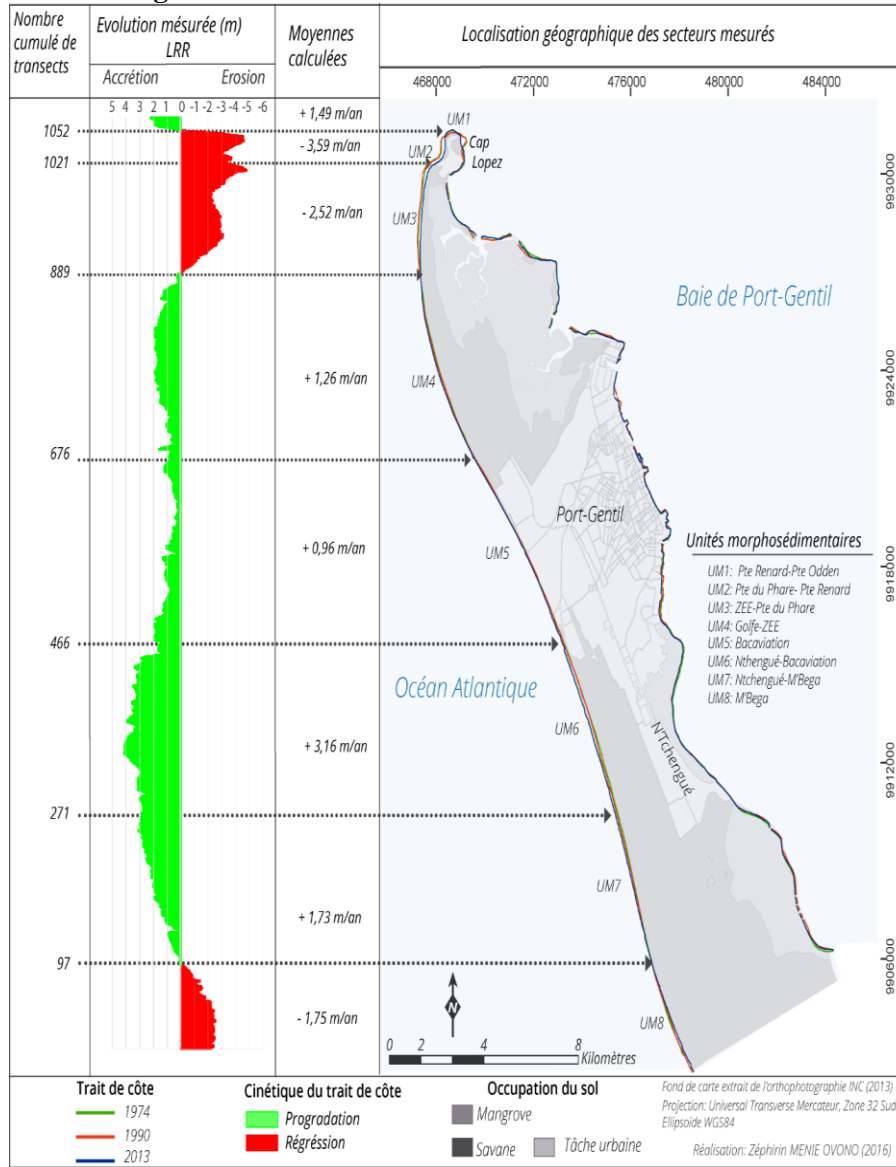 Nombre cumulé de transects
Evolution mésurée (m)
LRR
Accrétion Erosion
5 4 3 2 1 0 -1 -2 -3 -4 -5 -6
Moyennes calculées
Localisation géographique des secteurs mesurés
468000 472000 476000 480000 484000
1052
1021
889
676
466
271
97
+ 1,49 m/an
- 3,59 m/an
- 2,52 m/an
+ 1,26 m/an
+ 0,96 m/an
+ 3,16 m/an
+ 1,73 m/an
- 1,75 m/an
UM1
Cap
Lopez
UM2
UM3
UM4
UM5
UM6
UM7
UM8
Baie de Port-Gentil
Port-Gentil
Océan Atlantique
N'Tchengué
Unités morphosédimentaires
UM1: Pte Renard-Pte Odden
UM2: Pte du Phare- Pte Renard
UM3: ZEE-Pte du Phare
UM4: Golfe-ZEE
UM5: Bacaviation
UM6: Nthengué-Bacaviation
UM7: Ntchengué-M'Bega
UM8: M'Bega
9930000
9924000
9918000
9912000
9906000
N
0 2 4 8
Kilomètres
Trait de côte
1974
1990
2013
Cinétique du trait de côte
Progradation
Régréssion
Occupation du sol
Mangrove
Savane Tâche urbaine
Fond de carte extrait de l'orthophotographie INC (2013)
Projection: Universal Transverse Mercateur, Zone 32 Sud
Ellipsoide WGS84
Réalisation: Zéphirin MENIE OVONO (2016)